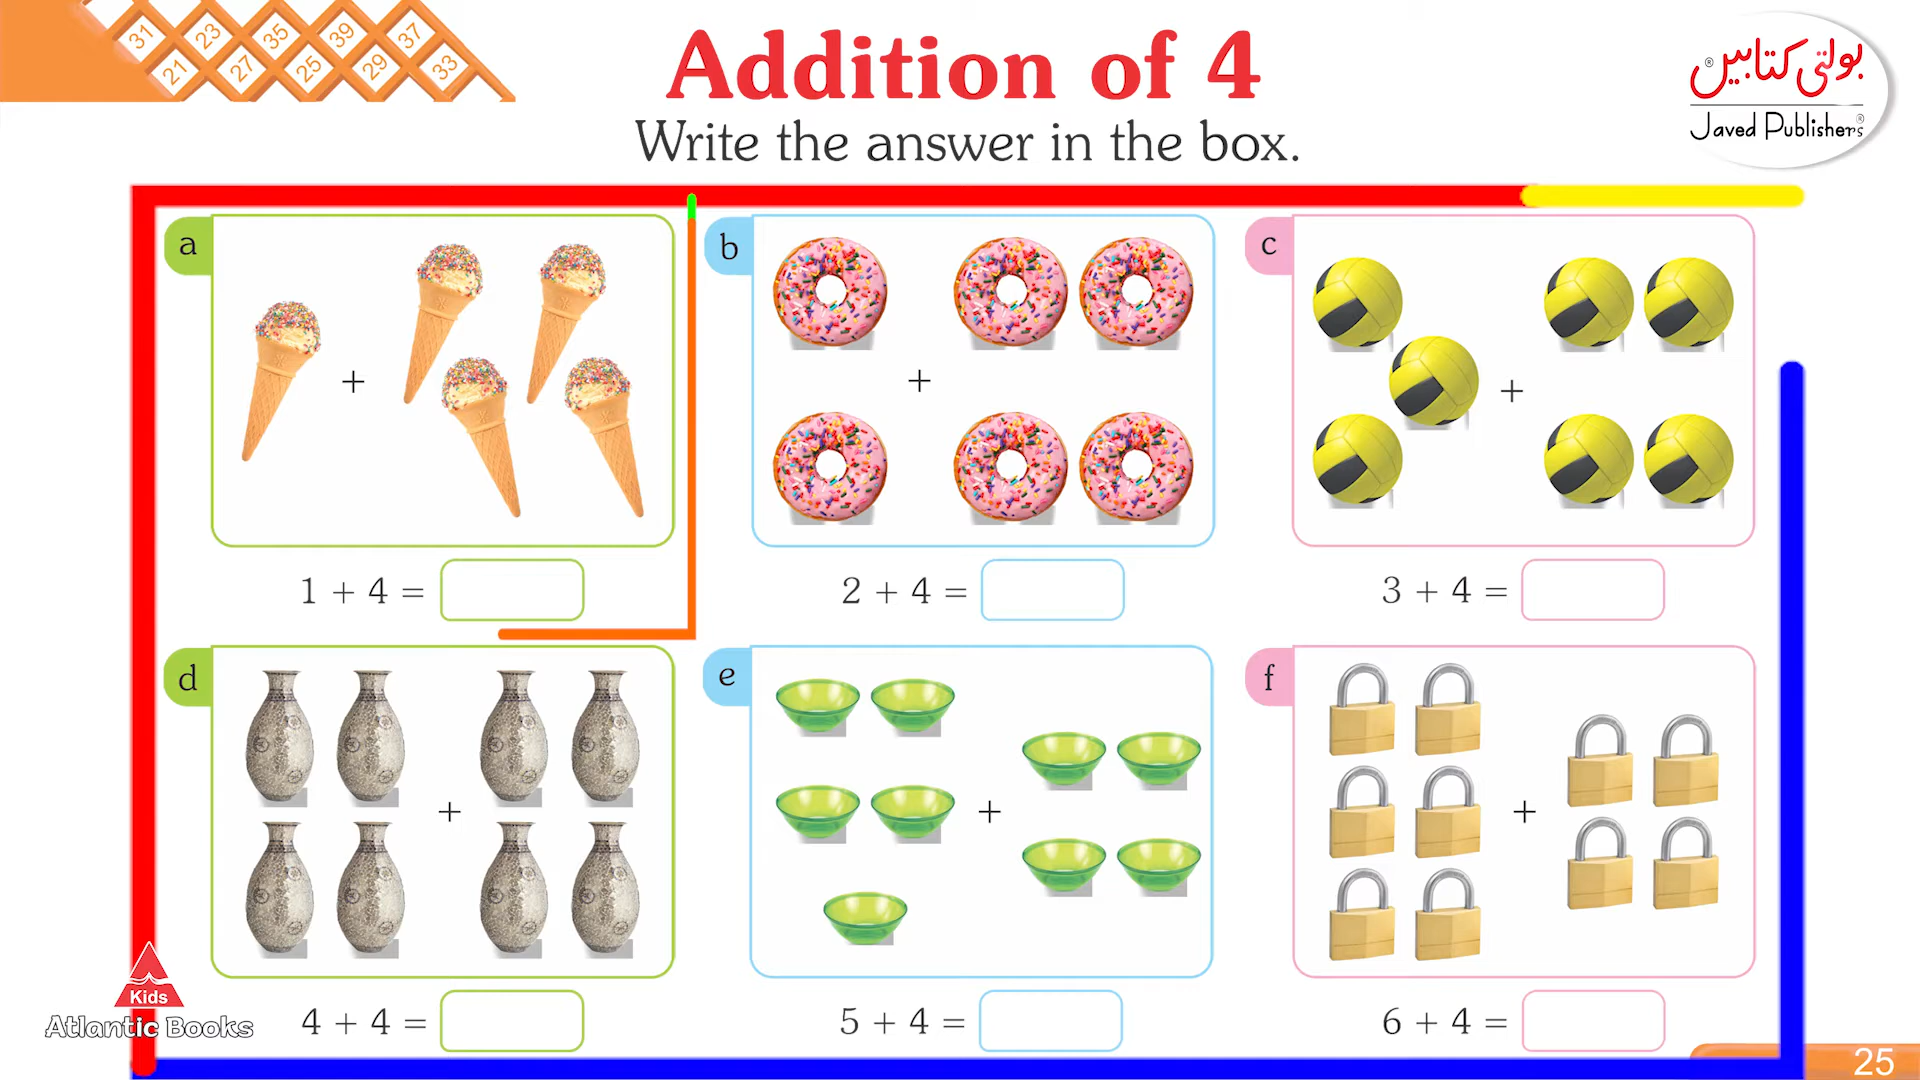 31 23 35 39 37
21 27 25 29 33
Addition of 4
Write the answer in the box.
بولتی کتابیں®
Javed Publishers®
a
b
c
+
+
+
1 + 4 =
2 + 4 =
3 + 4 =
d
e
f
+
+
+
4 + 4 =
5 + 4 =
6 + 4 =
Kids
Atlantic Books
25